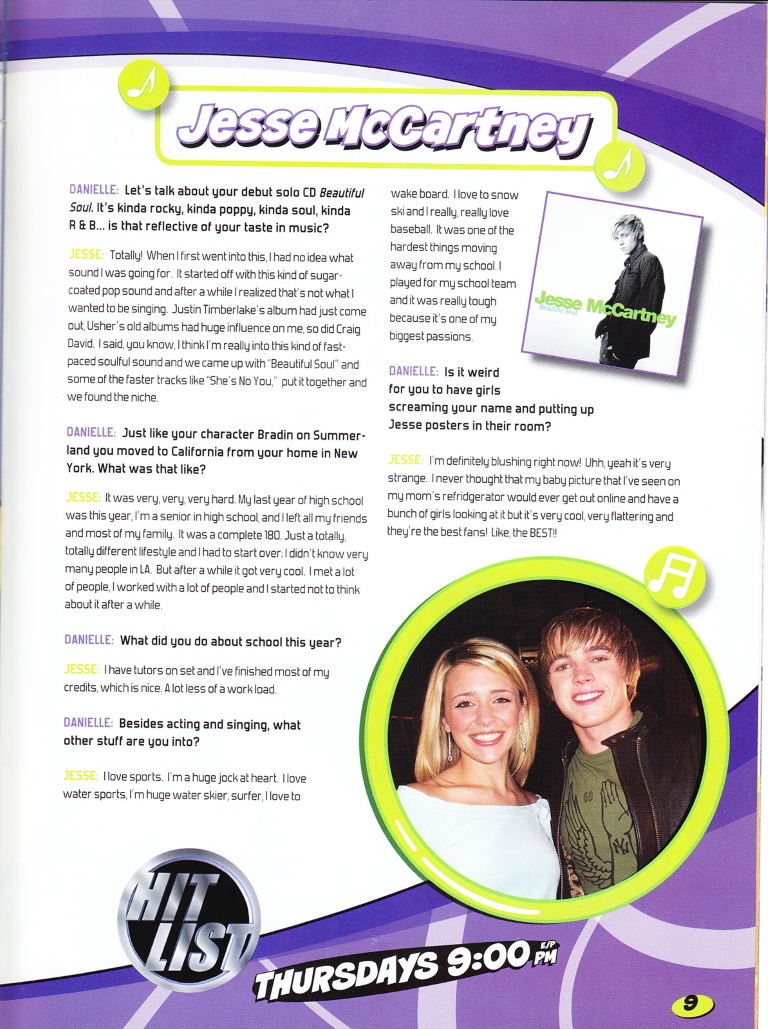 Jesse McCartney
DANIELLE: Let's talk about your debut solo CD Beautiful
Soul. It's kinda rocky, kinda poppy, kinda soul, kinda
R & B... is that reflective of your taste in music?
JESSE: Totally! When I first went into this, I had no idea what
sound I was going for. It started off with this kind of sugar-
coated pop sound and after a while I realized that's not what I
wanted to be singing. Justin Timberlake's album had just come
out, Usher's old albums had huge influence on me, so did Craig
David. I said, you know, I think I'm really into this kind of fast-
paced soulful sound and we came up with "Beautiful Soul" and
some of the faster tracks like "She's No You," put it together and
we found the niche.
DANIELLE: Just like your character Bradin on Summer-
land you moved to California from your home in New
York. What was that like?
JESSE: It was very, very, very hard. My last year of high school
was this year, I'm a senior in high school, and I left all my friends
and most of my family. It was a complete 180. Just a totally,
totally different lifestyle and I had to start over; I didn't know very
many people in LA. But after a while it got very cool. I met a lot
of people, I worked with a lot of people and I started not to think
about it after a while.
DANIELLE: What did you do about school this year?
JESSE: I have tutors on set and I've finished most of my
credits, which is nice. A lot less of a work load.
DANIELLE: Besides acting and singing, what
other stuff are you into?
JESSE: I love sports. I'm a huge jock at heart. I love
water sports, I'm huge water skier, surfer, I love to
wake board. I love to snow
ski and I really, really love
baseball. It was one of the
hardest things moving
away from my school. I
played for my school team
and it was really tough
because it's one of my
biggest passions.
Jesse McCartney
Beautiful Soul
DANIELLE: Is it weird
for you to have girls
screaming your name and putting up
Jesse posters in their room?
JESSE: I'm definitely blushing right now! Uhh, yeah it's very
strange. I never thought that my baby picture that I've seen on
my mom's refridgerator would ever get out online and have a
bunch of girls looking at it but it's very cool, very flattering and
they're the best fans! Like, the BEST!!
HIT
LIST
THURSDAYS 9:00 E/P PM
9